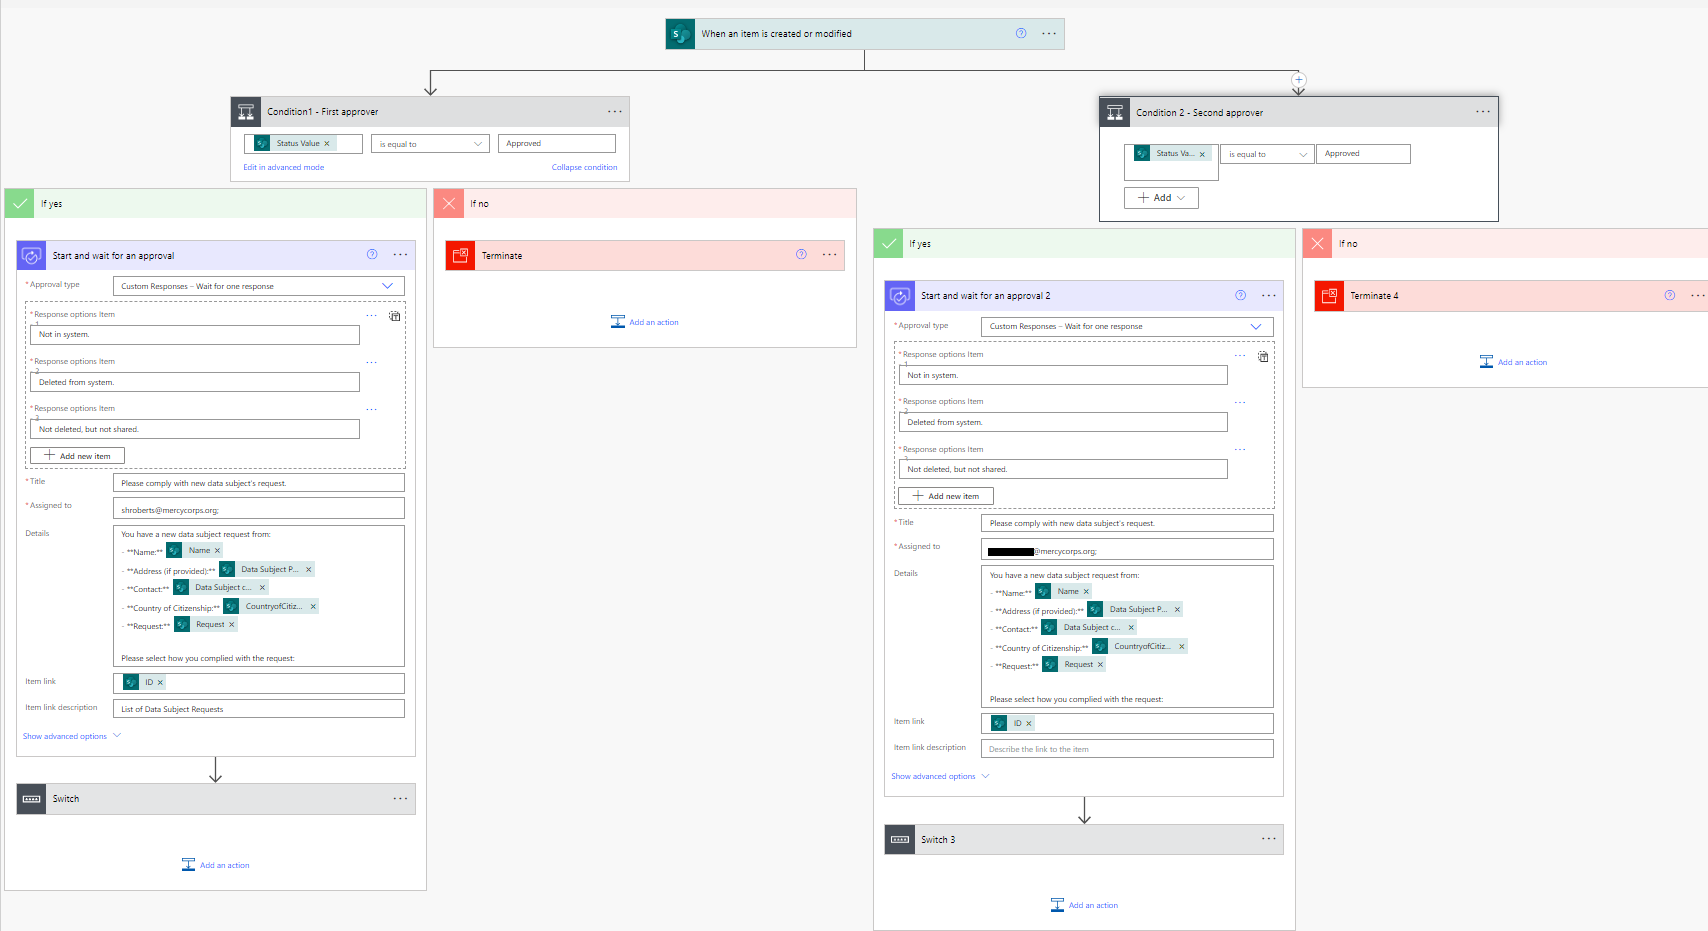 When an item is created or modified
Condition1 - First approver
Status Value
is equal to
Approved
Edit in advanced mode
Collapse condition
If yes
Start and wait for an approval
* Approval type
Custom Responses – Wait for one response
* Response options Item
- 1
Not in system.
* Response options Item
- 2
Deleted from system.
* Response options Item
- 3
Not deleted, but not shared.
Add new item
* Title
Please comply with new data subject's request.
* Assigned to
shroberts@mercycorps.org;
Details
You have a new data subject request from:
- **Name:** Name
- **Address (if provided):** Data Subject P...
- **Contact:** Data Subject c...
- **Country of Citizenship:** CountryofCitiz...
- **Request:** Request
Please select how you complied with the request:
Item link
ID
Item link description
List of Data Subject Requests
Show advanced options
Switch
Add an action
If no
Terminate
Add an action
Condition 2 - Second approver
Status Va...
is equal to
Approved
Add
If yes
Start and wait for an approval 2
* Approval type
Custom Responses – Wait for one response
* Response options Item
- 1
Not in system.
* Response options Item
- 2
Deleted from system.
* Response options Item
- 3
Not deleted, but not shared.
Add new item
* Title
Please comply with new data subject's request.
* Assigned to
@mercycorps.org;
Details
You have a new data subject request from:
- **Name:** Name
- **Address (if provided):** Data Subject P...
- **Contact:** Data Subject c...
- **Country of Citizenship:** CountryofCitiz...
- **Request:** Request
Please select how you complied with the request:
Item link
ID
Item link description
Describe the link to the item
Show advanced options
Switch 3
Add an action
If no
Terminate 4
Add an action